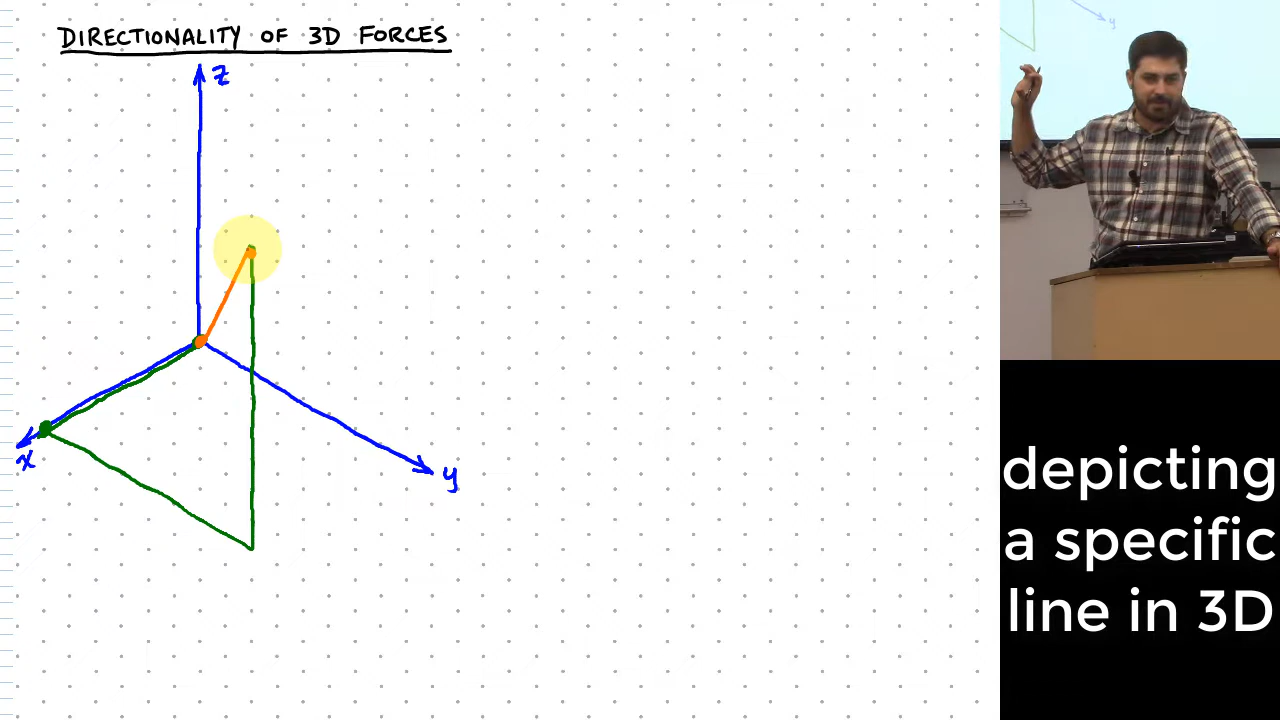 DIRECTIONALITY OF 3D FORCES
z
x
y
y
depicting
a specific
line in 3D